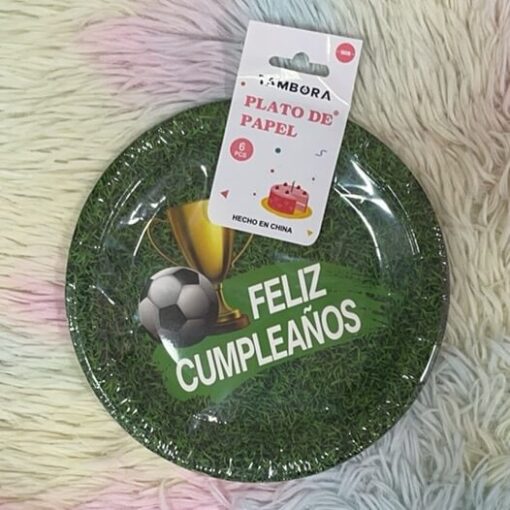 TAMBORA
PLATO DE
PAPEL
6
PCS
HECHO EN CHINA
FELIZ
CUMPLEAÑOS